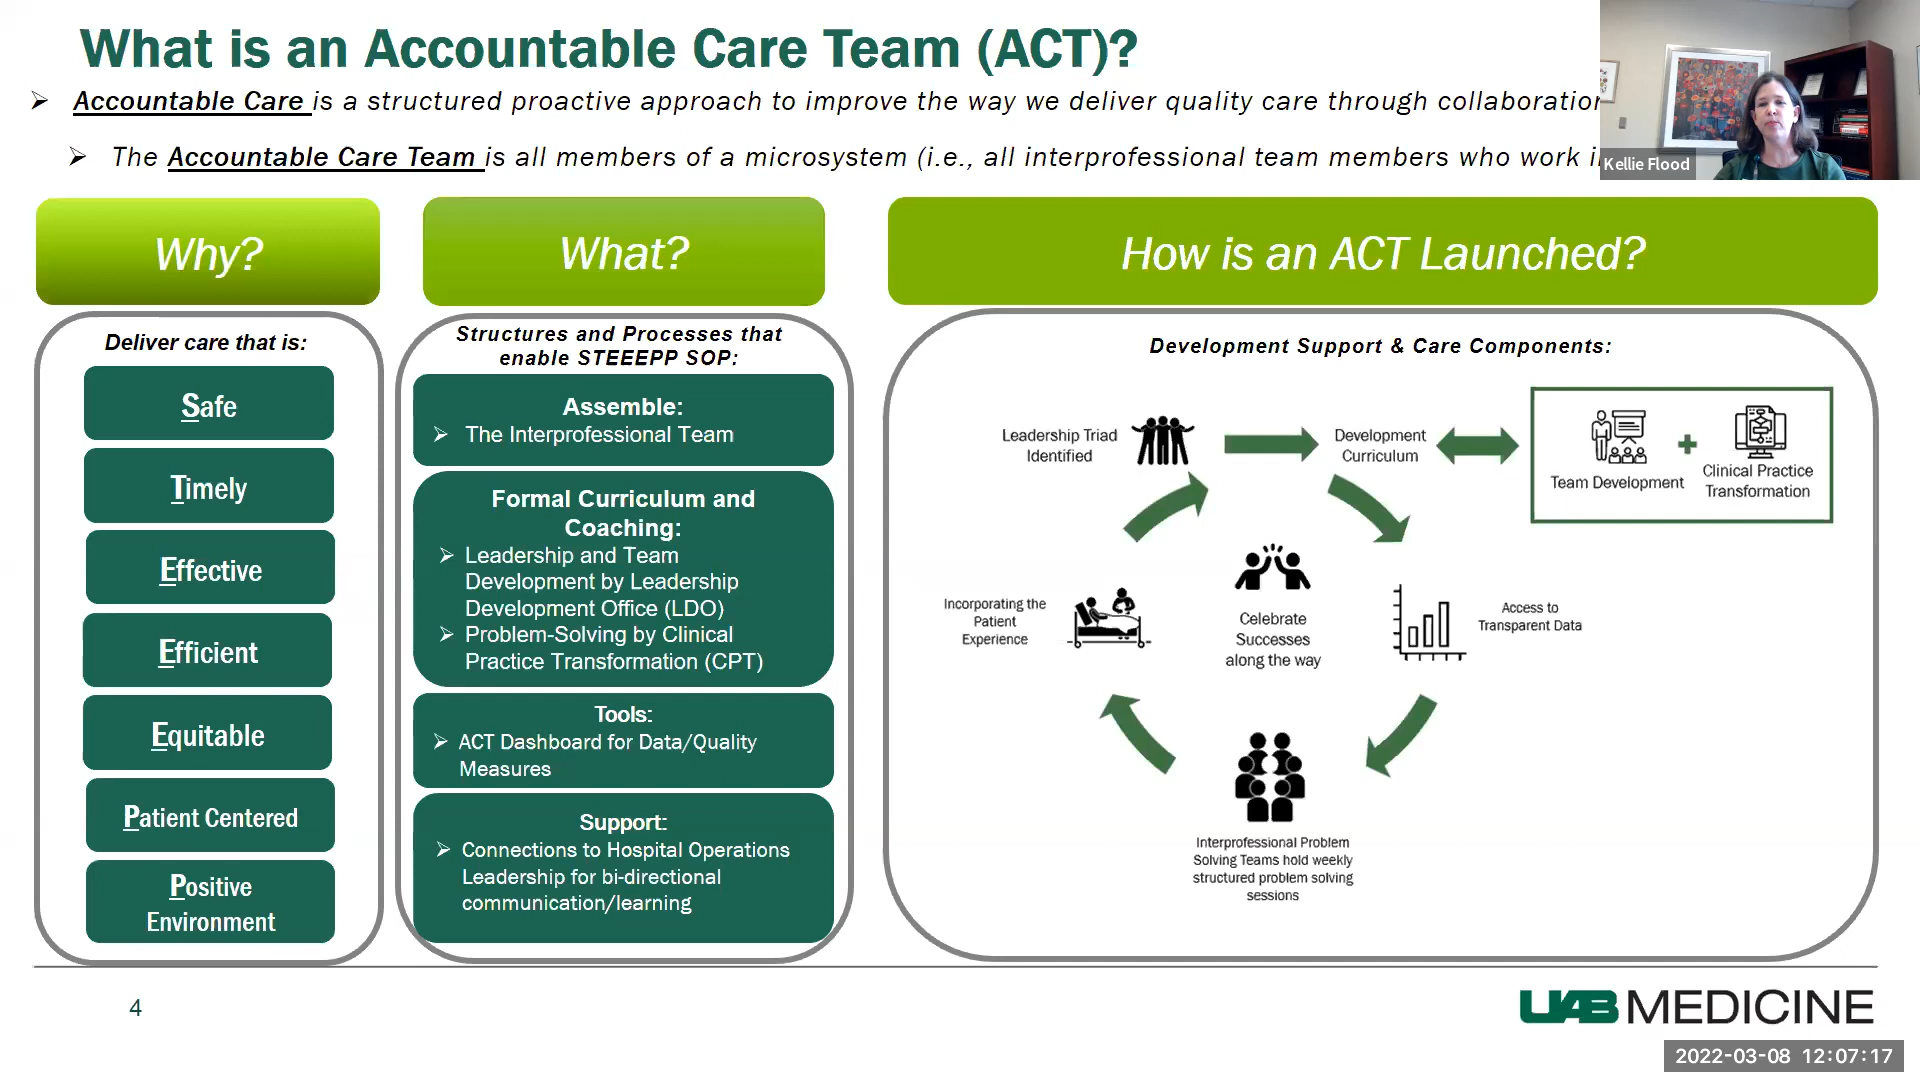 What is an Accountable Care Team (ACT)?
➢ Accountable Care is a structured proactive approach to improve the way we deliver quality care through collaboration
➢ The Accountable Care Team is all members of a microsystem (i.e., all interprofessional team members who work
Kellie Flood
Why?
Deliver care that is:
Safe
Timely
Effective
Efficient
Equitable
Patient Centered
Positive
Environment
What?
Structures and Processes that
enable STEEEPP SOP:
Assemble:
➢ The Interprofessional Team
Formal Curriculum and
Coaching:
➢ Leadership and Team
Development by Leadership
Development Office (LDO)
➢ Problem-Solving by Clinical
Practice Transformation (CPT)
Tools:
➢ ACT Dashboard for Data/Quality
Measures
Support:
➢ Connections to Hospital Operations
Leadership for bi-directional
communication/learning
How is an ACT Launched?
Development Support & Care Components:
Leadership Triad
Identified
Development
Curriculum
Team Development
+
Clinical Practice
Transformation
Access to
Transparent Data
Interprofessional Problem
Solving Teams hold weekly
structured problem solving
sessions
Incorporating the
Patient
Experience
Celebrate
Successes
along the way
4
UAB MEDICINE
2022-03-08 12:07:17